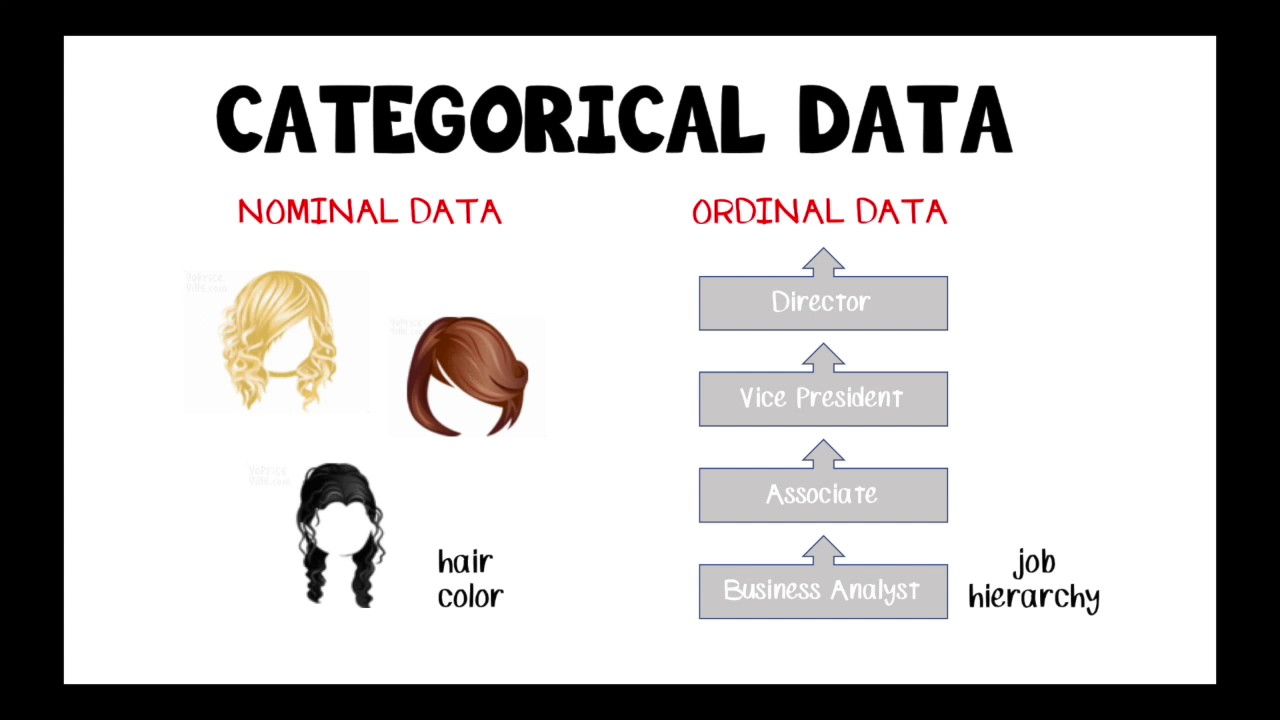 CATEGORICAL DATA
NOMINAL DATA
hair
color
ORDINAL DATA
Director
Vice President
Associate
Business Analyst
job
hierarchy